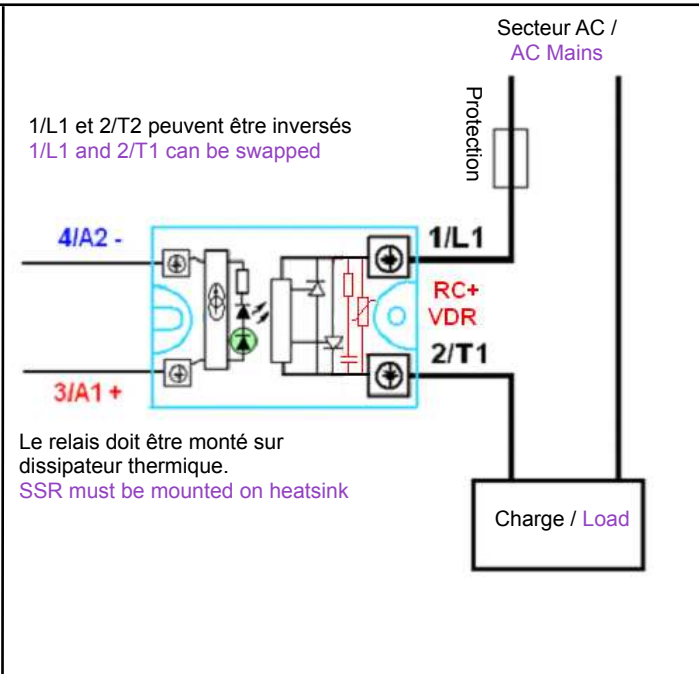 Secteur AC /
AC Mains
Protection
1/L1 et 2/T2 peuvent être inversés
1/L1 and 2/T1 can be swapped
4/A2 -
1/L1
RC+
VDR
2/T1
3/A1 +
Le relais doit être monté sur
dissipateur thermique.
SSR must be mounted on heatsink
Charge / Load